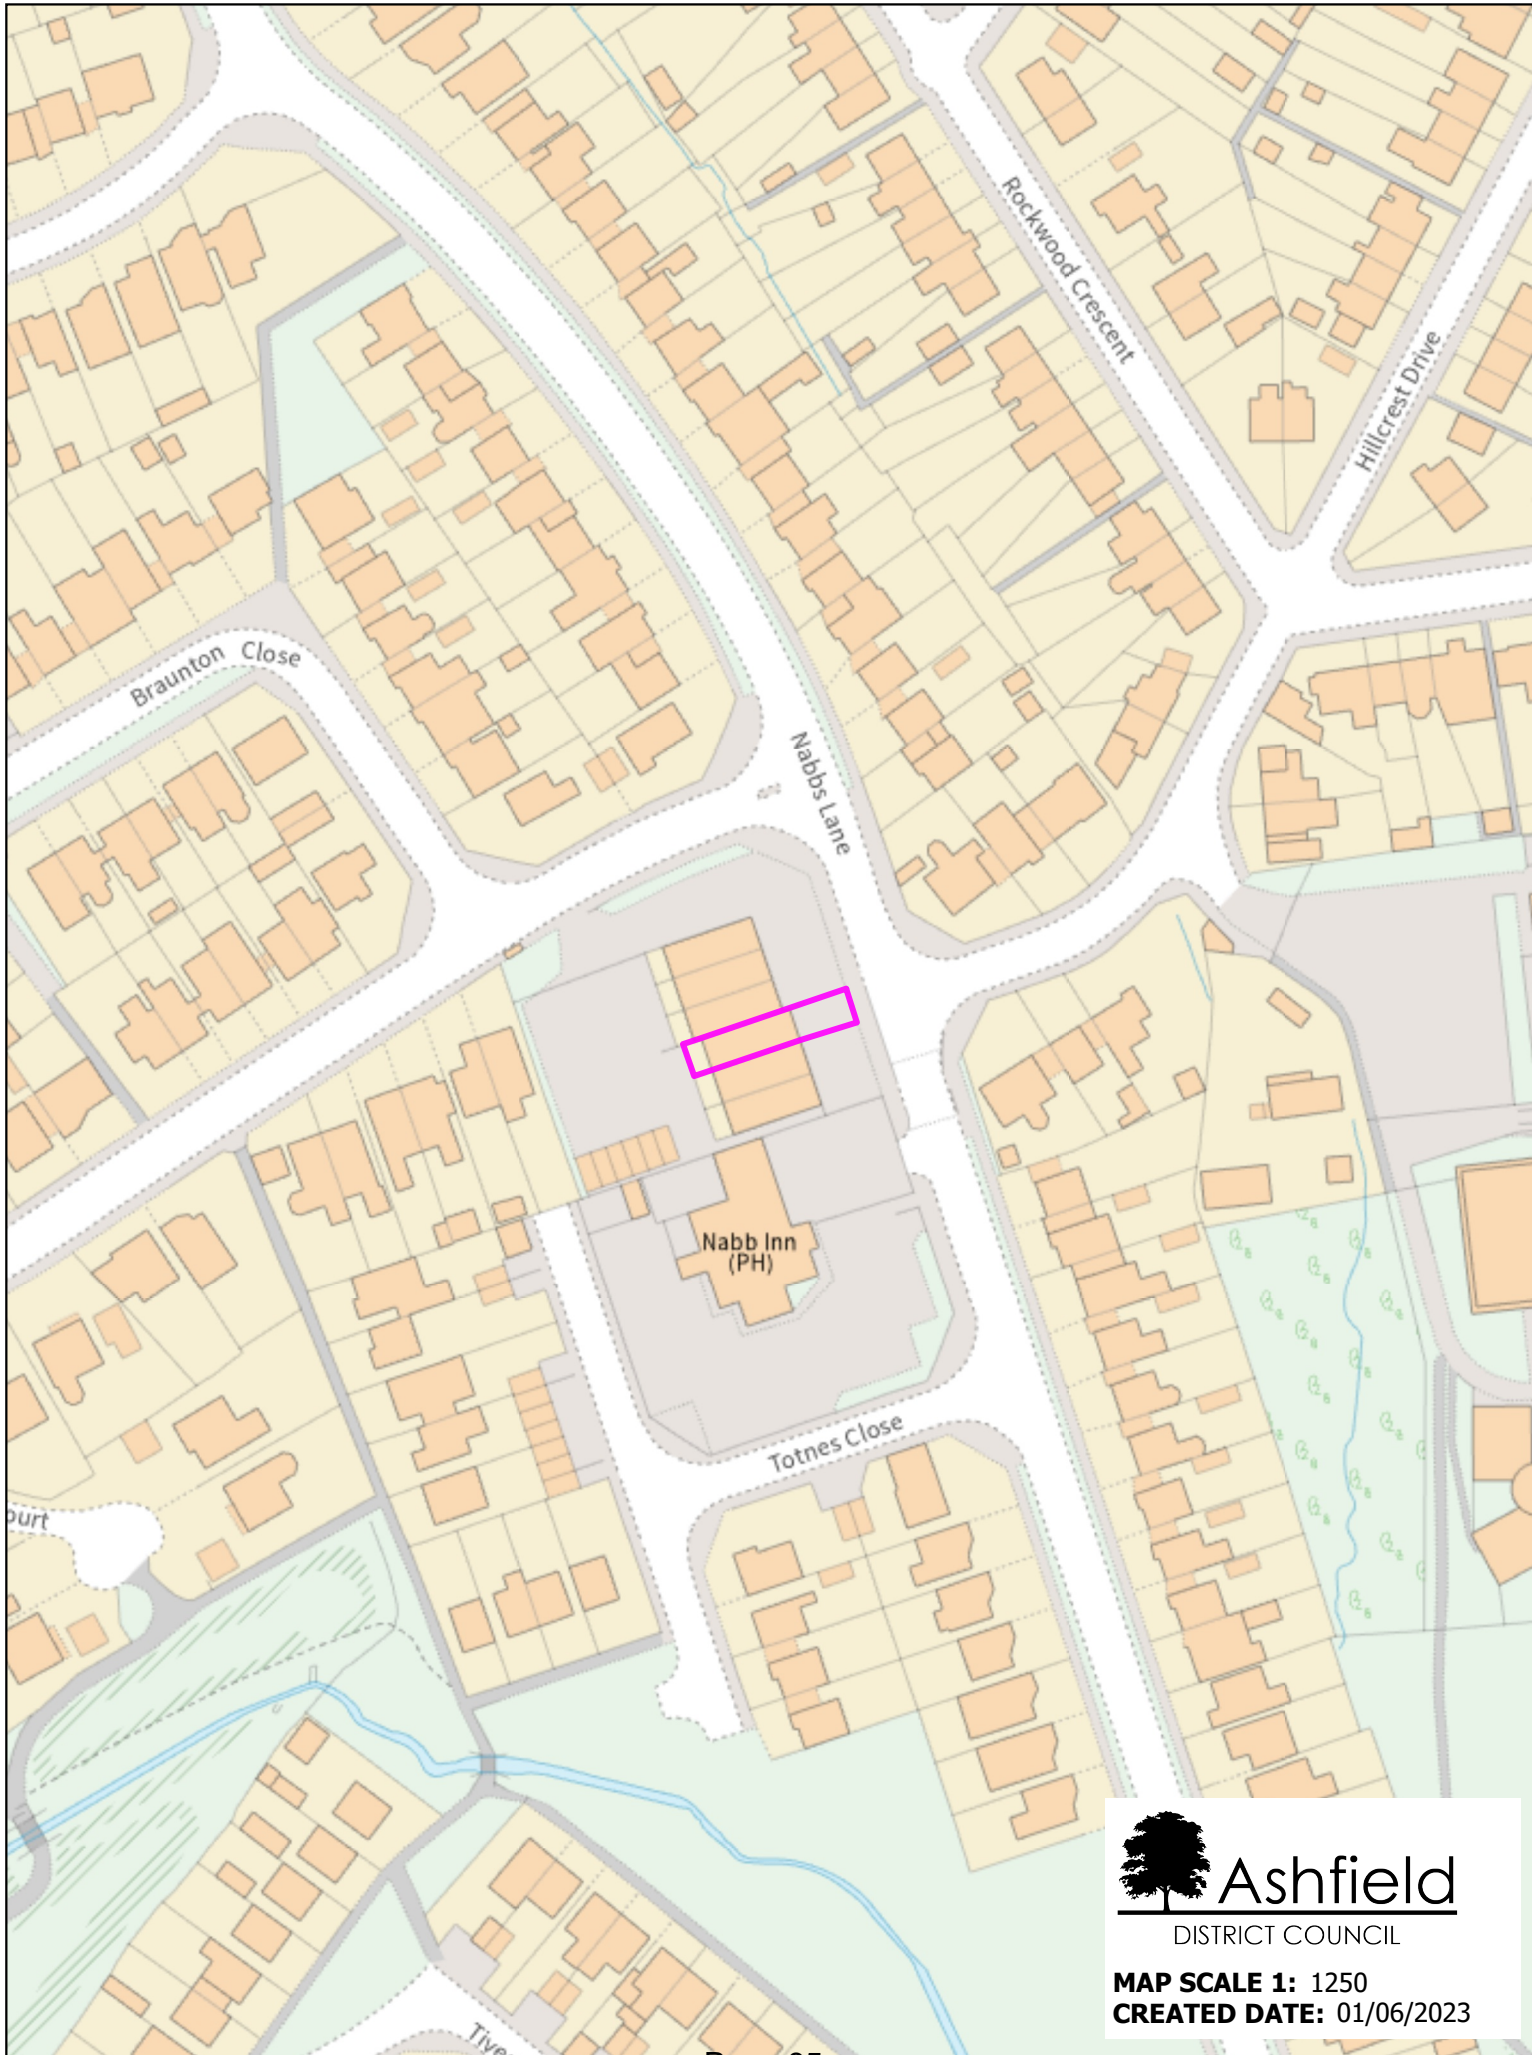 Rockwood Crescent
Hillcrest Drive
Braunton Close
Nabbs Lane
Nabb Inn
(PH)
Totnes Close
Ashfield
DISTRICT COUNCIL
MAP SCALE 1: 1250
CREATED DATE: 01/06/2023